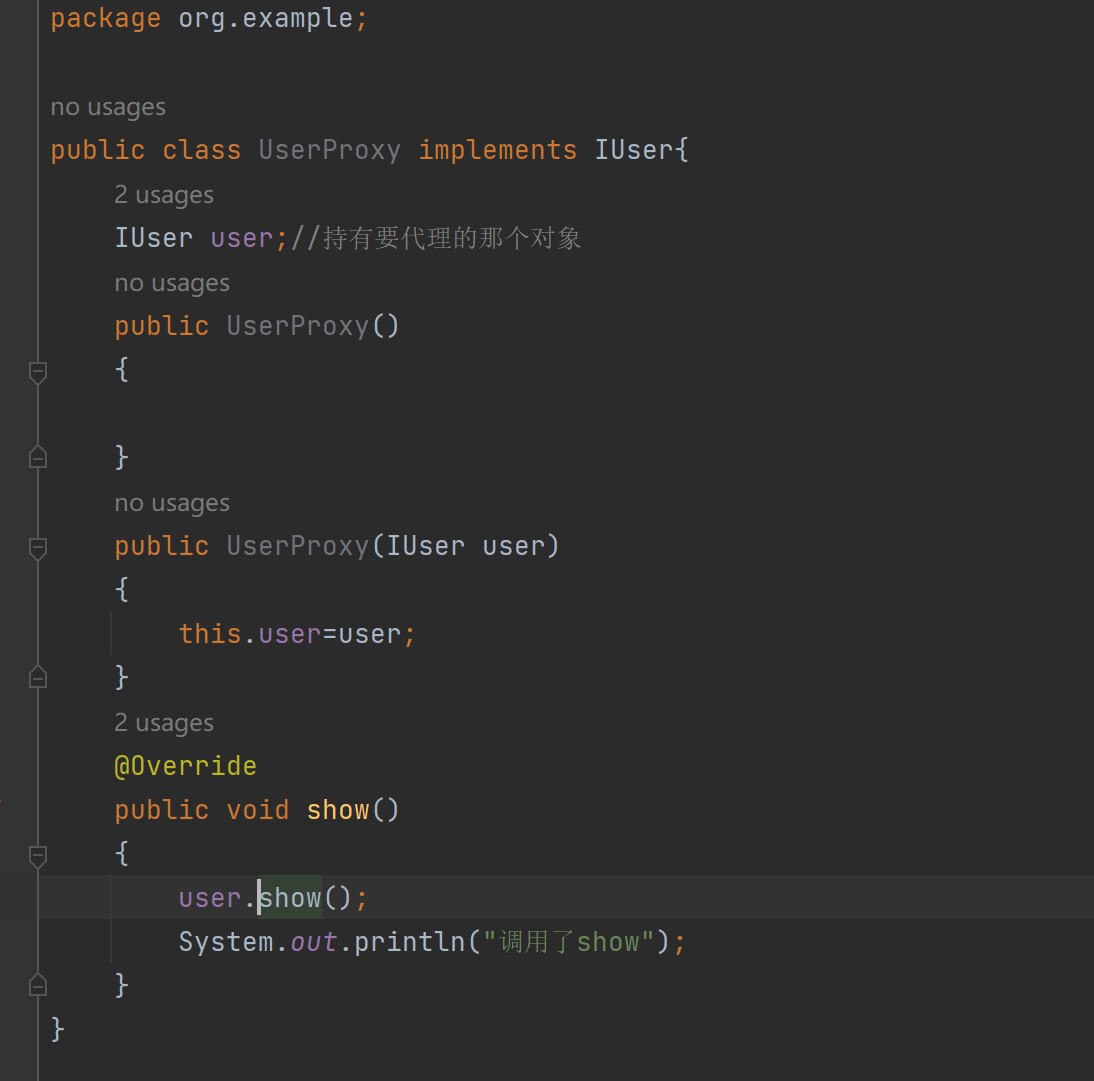 package org.example;
no usages
public class UserProxy implements IUser{
2 usages
IUser user;//持有要代理的那个对象
no usages
public UserProxy()
{
}
no usages
public UserProxy(IUser user)
{
this.user=user;
}
2 usages
@Override
public void show()
{
user.show();
System.out.println("调用了show");
}
}